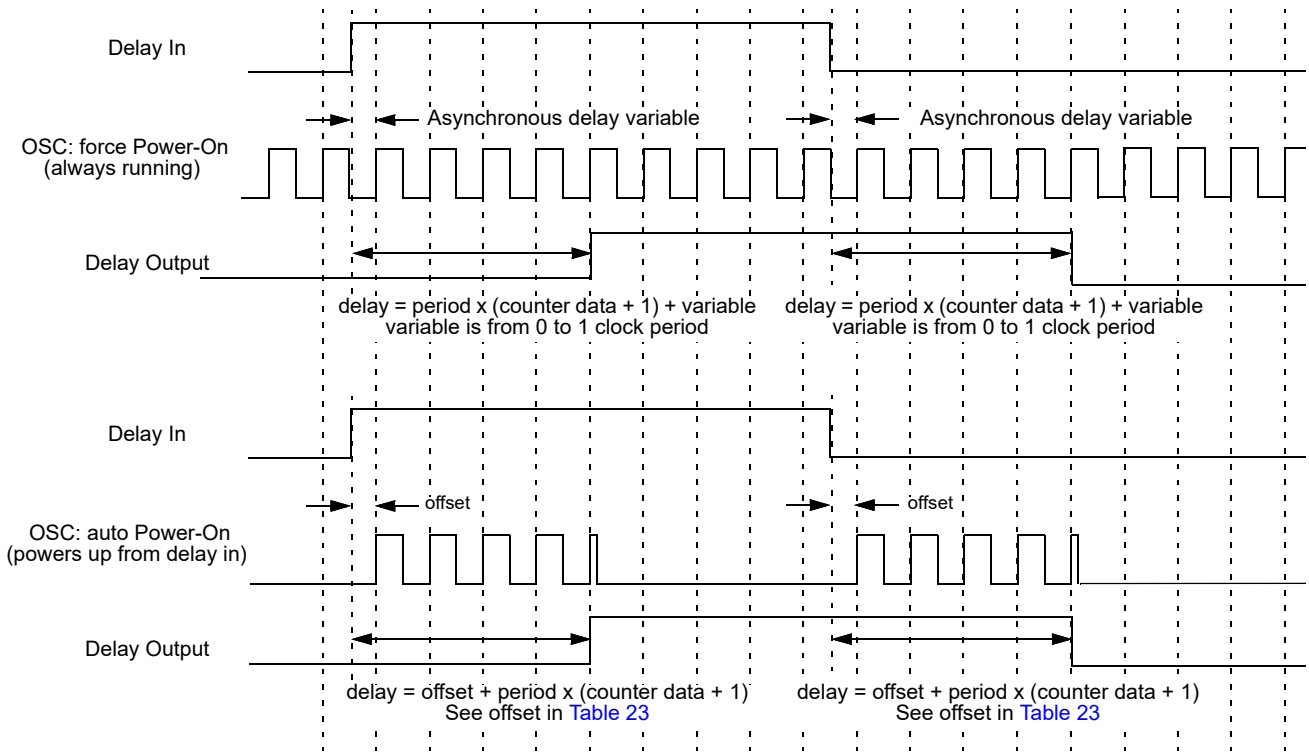 Delay In
Asynchronous delay variable
Asynchronous delay variable
OSC: force Power-On
(always running)
Delay Output
delay = period x (counter data + 1) + variable
variable is from 0 to 1 clock period
delay = period x (counter data + 1) + variable
variable is from 0 to 1 clock period
Delay In
offset
offset
OSC: auto Power-On
(powers up from delay in)
Delay Output
delay = offset + period x (counter data + 1)
See offset in Table 23
delay = offset + period x (counter data + 1)
See offset in Table 23